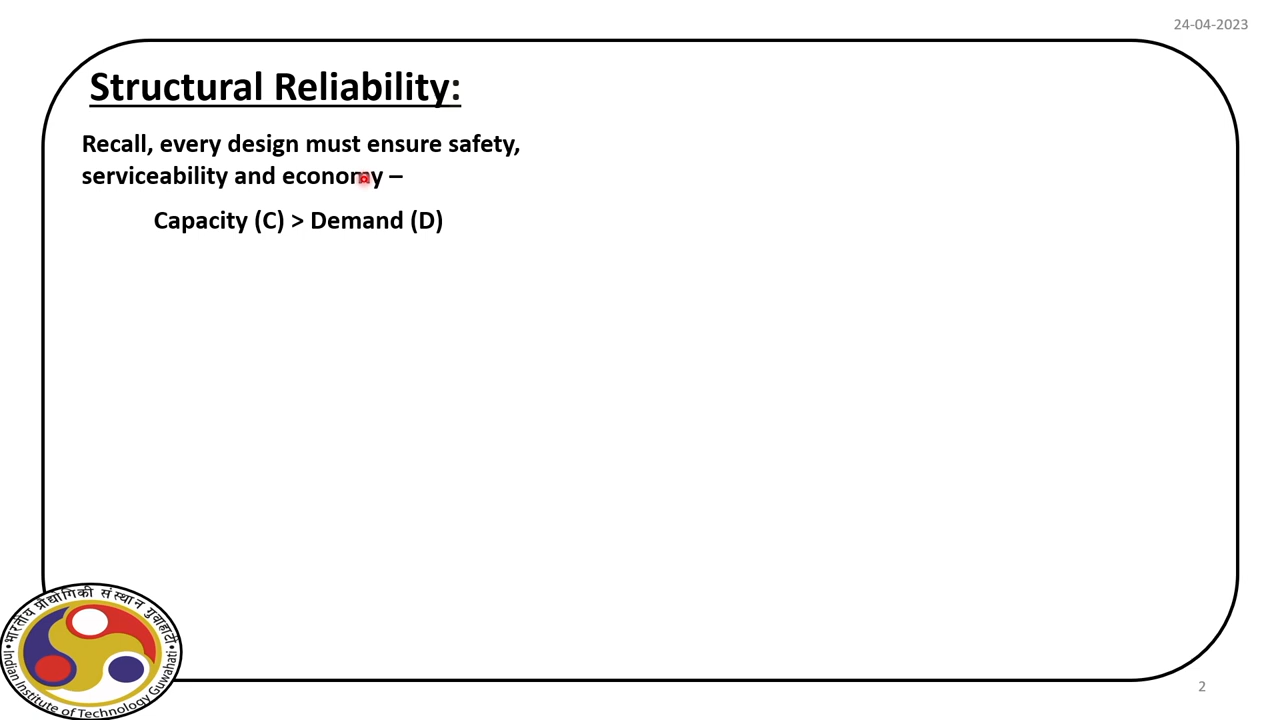 24-04-2023
Structural Reliability:
Recall, every design must ensure safety,
serviceability and economy –
Capacity (C) > Demand (D)
भारतीय प्रौद्योगिकी संस्थान गुवाहाटी
Indian Institute of Technology Guwahati
2